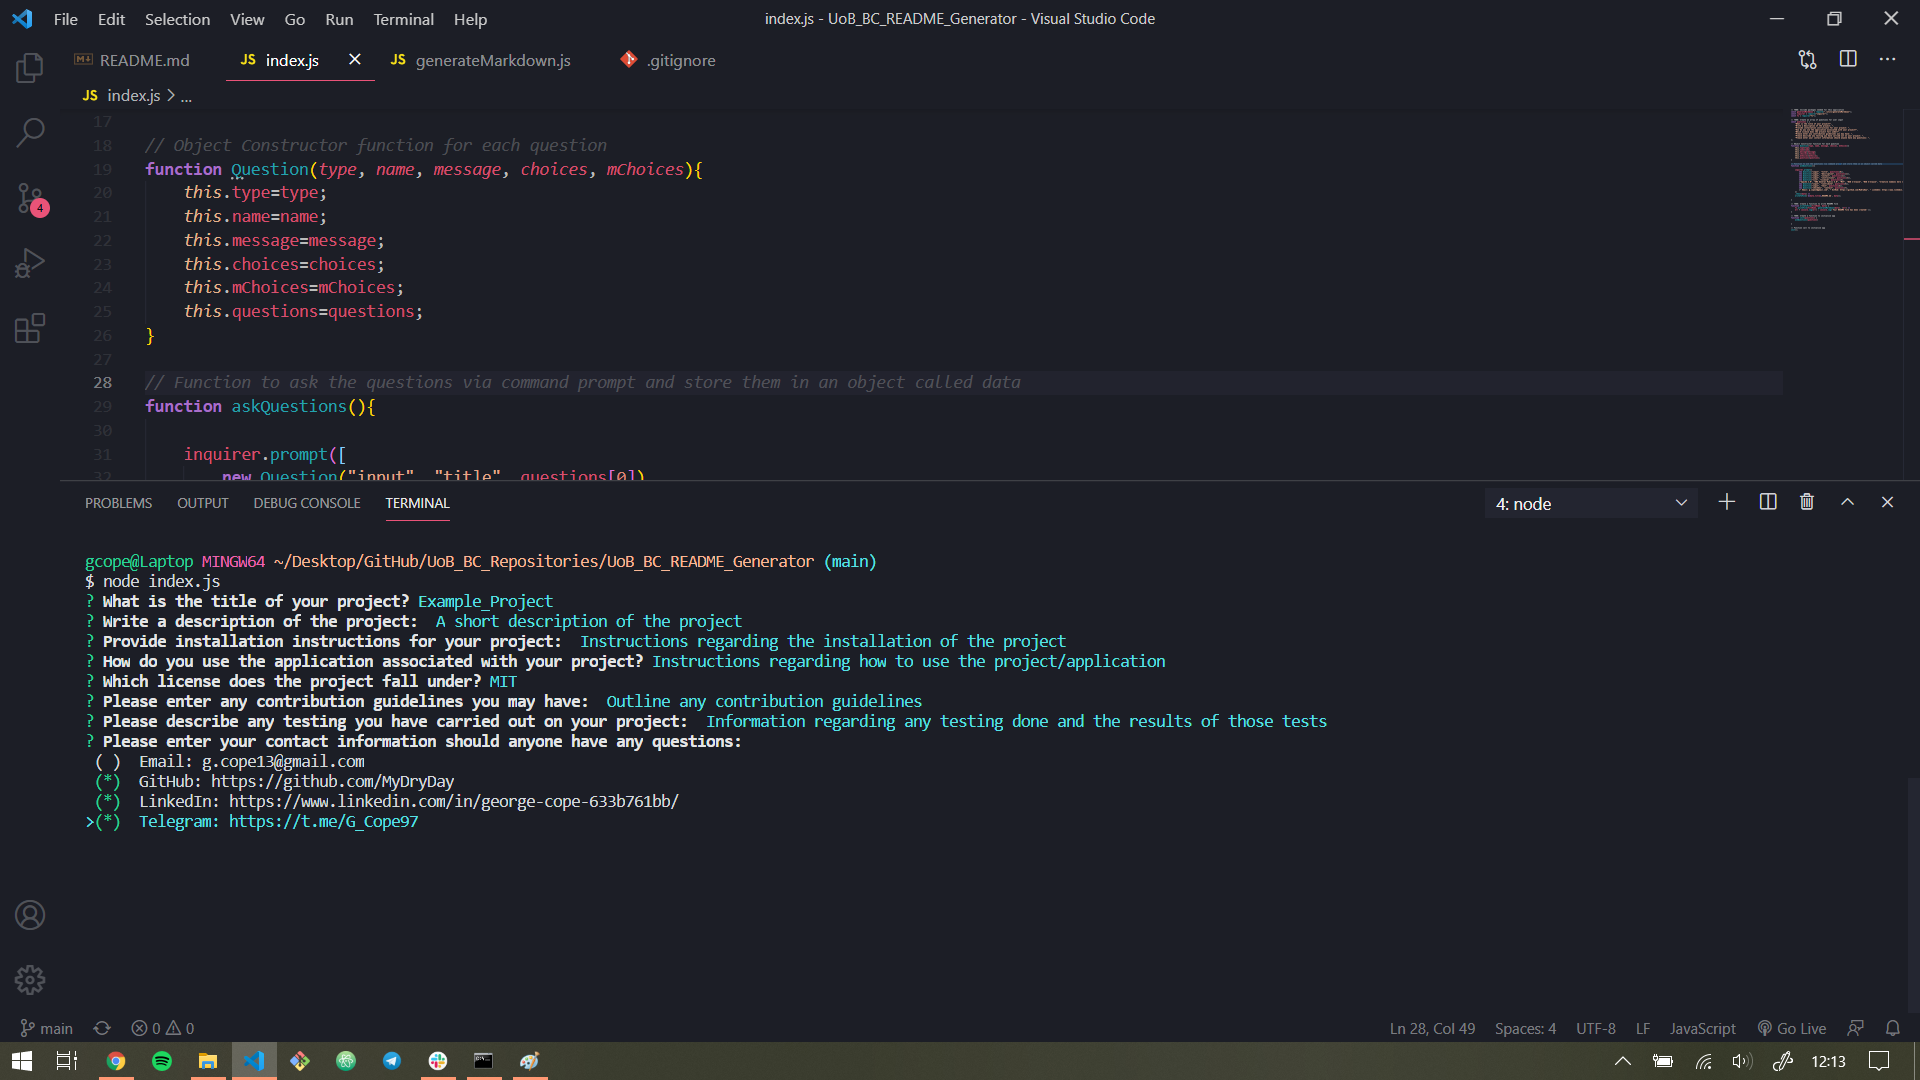 File Edit Selection View Go Run Terminal Help
index.js - UoB_BC_README_Generator - Visual Studio Code
README.md
JS index.js
JS generateMarkdown.js
.gitignore
JS index.js > ...
17
18 // Object Constructor function for each question
19 function Question(type, name, message, choices, mChoices){
20 this.type=type;
21 this.name=name;
22 this.message=message;
23 this.choices=choices;
24 this.mChoices=mChoices;
25 this.questions=questions;
26 }
27
28 // Function to ask the questions via command prompt and store them in an object called data
29 function askQuestions(){
30
31 inquirer.prompt([
32 new Question("input", "title", questions[0])
4
PROBLEMS OUTPUT DEBUG CONSOLE TERMINAL
4: node
gcope@Laptop MINGW64 ~/Desktop/GitHub/UoB_BC_Repositories/UoB_BC_README_Generator (main)
$ node index.js
? What is the title of your project? Example_Project
? Write a description of the project:  A short description of the project
? Provide installation instructions for your project:  Instructions regarding the installation of the project
? How do you use the application associated with your project? Instructions regarding how to use the project/application
? Which license does the project fall under? MIT
? Please enter any contribution guidelines you may have:  Outline any contribution guidelines
? Please describe any testing you have carried out on your project:  Information regarding any testing done and the results of those tests
? Please enter your contact information should anyone have any questions:
( )  Email: g.cope13@gmail.com
(*)  GitHub: https://github.com/MyDryDay
(*)  LinkedIn: https://www.linkedin.com/in/george-cope-633b761bb/
>(*)  Telegram: https://t.me/G_Cope97
main
0 0
Ln 28, Col 49
Spaces: 4
UTF-8
LF
JavaScript
Go Live
12:13